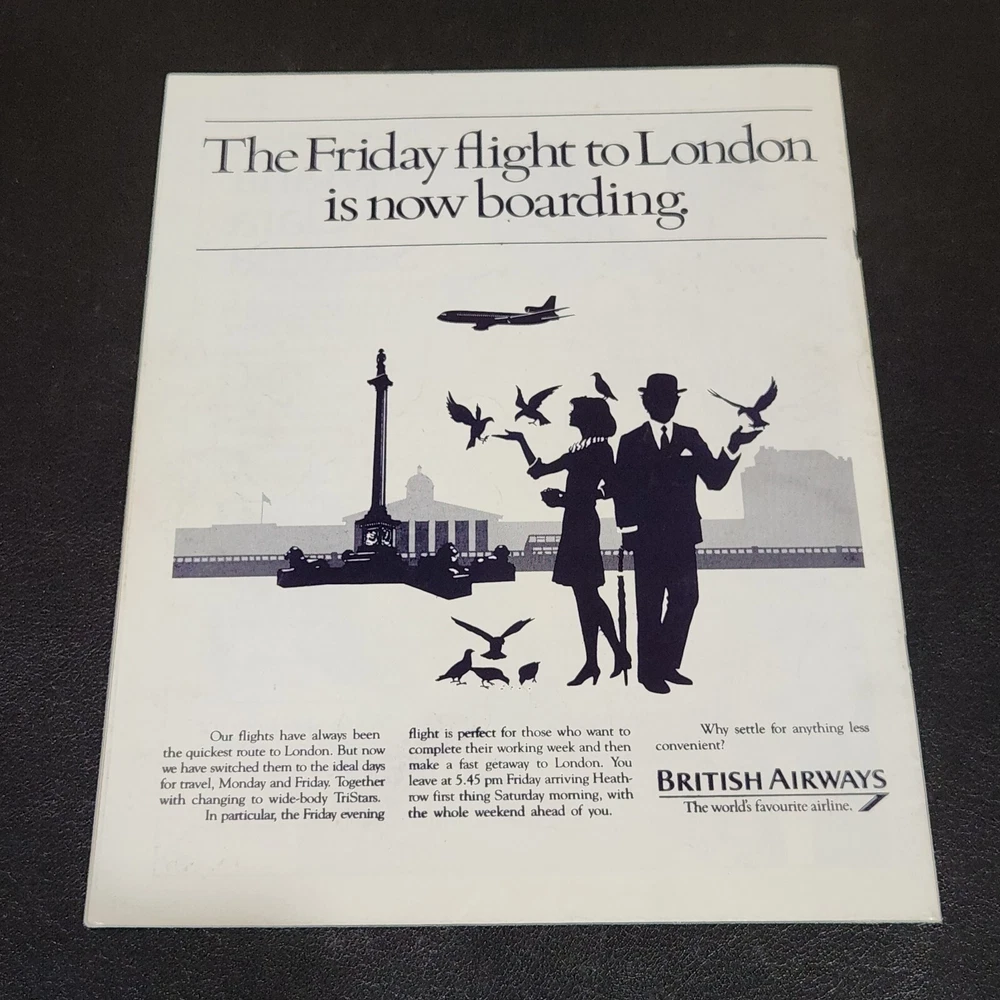 The Friday flight to London
is now boarding.
Our flights have always been
the quickest route to London. But now
we have switched them to the ideal days
for travel, Monday and Friday. Together
with changing to wide-body TriStars.
In particular, the Friday evening
flight is perfect for those who want to
complete their working week and then
make a fast getaway to London. You
leave at 5.45 pm Friday arriving Heath-
row first thing Saturday morning, with
the whole weekend ahead of you.
Why settle for anything less
convenient?
BRITISH AIRWAYS
The world's favourite airline.